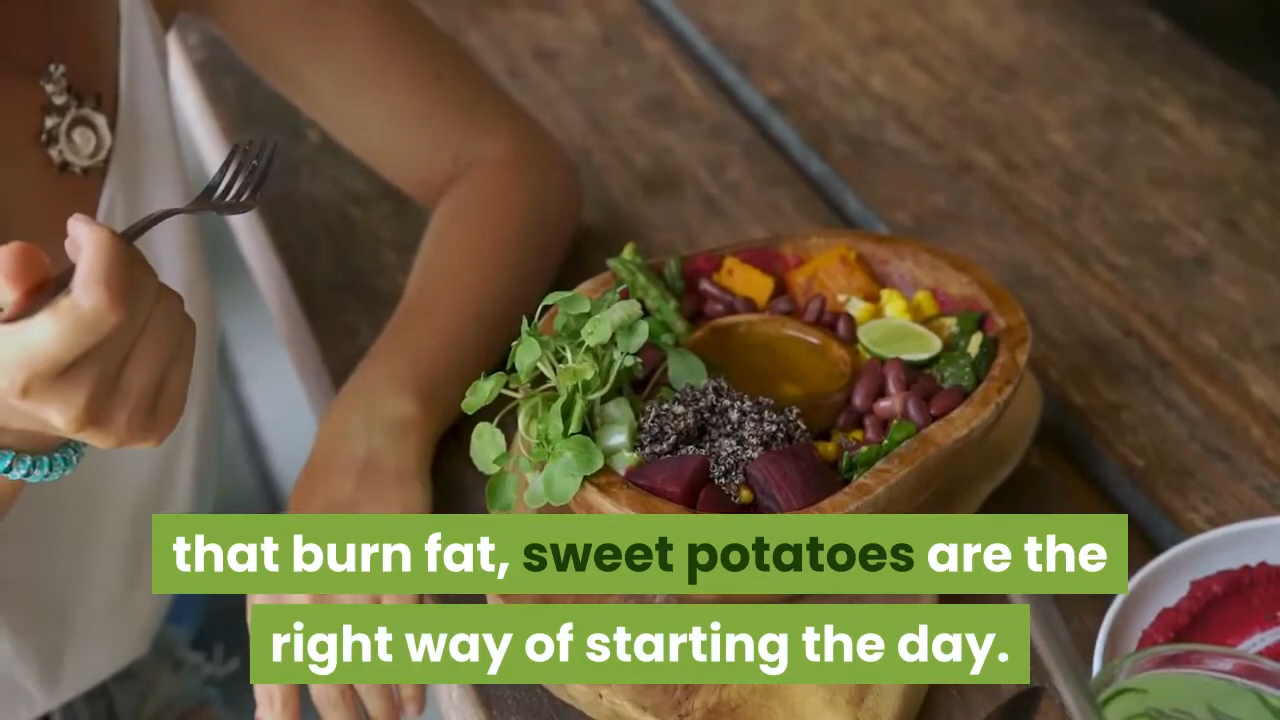 that burn fat, sweet potatoes are the
right way of starting the day.